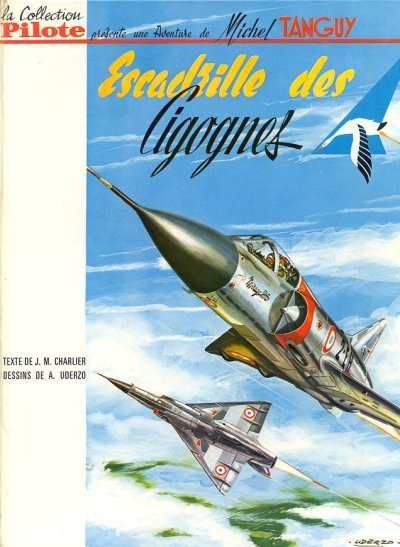 la Collection
Pilote présente une Aventure de Michel TANGUY
Escadrille des
Cigognes
TEXTE DE J. M. CHARLIER
DESSINS DE A. UDERZO
UDERZO